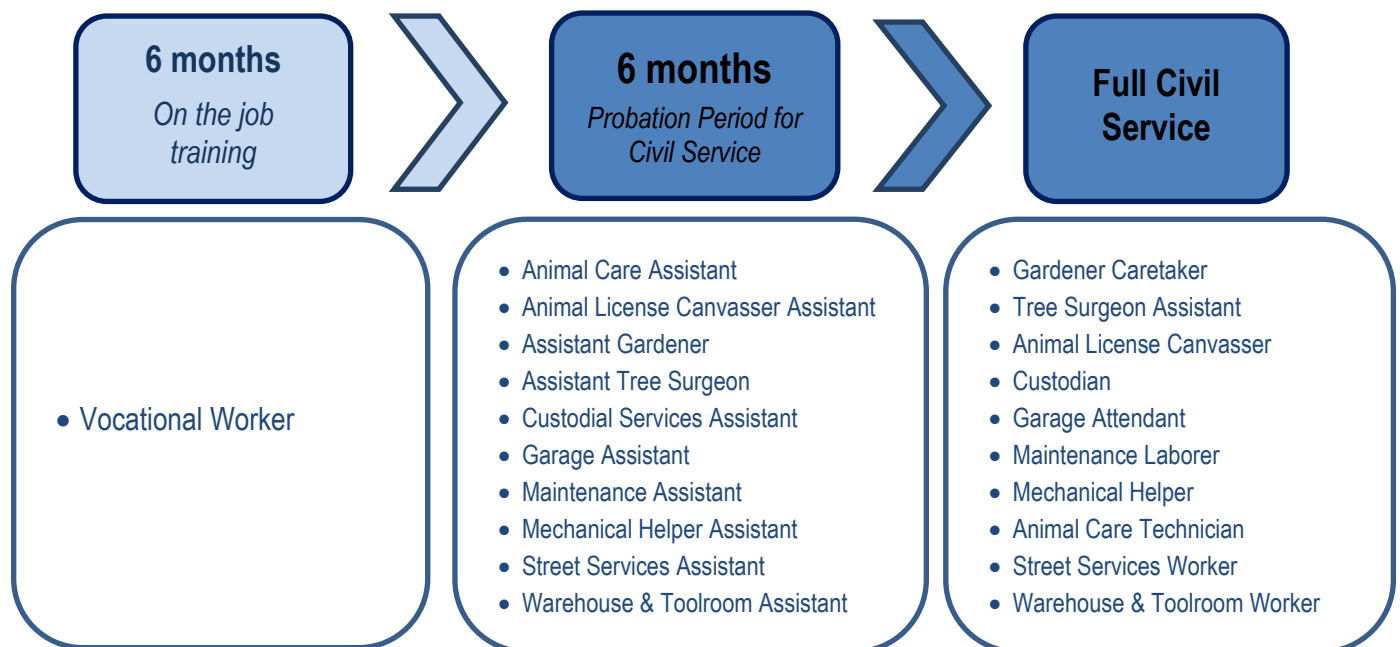 6 months
On the job
training
6 months
Probation Period for
Civil Service
Full Civil
Service
• Vocational Worker
• Animal Care Assistant
• Animal License Canvasser Assistant
• Assistant Gardener
• Assistant Tree Surgeon
• Custodial Services Assistant
• Garage Assistant
• Maintenance Assistant
• Mechanical Helper Assistant
• Street Services Assistant
• Warehouse & Toolroom Assistant
• Gardener Caretaker
• Tree Surgeon Assistant
• Animal License Canvasser
• Custodian
• Garage Attendant
• Maintenance Laborer
• Mechanical Helper
• Animal Care Technician
• Street Services Worker
• Warehouse & Toolroom Worker